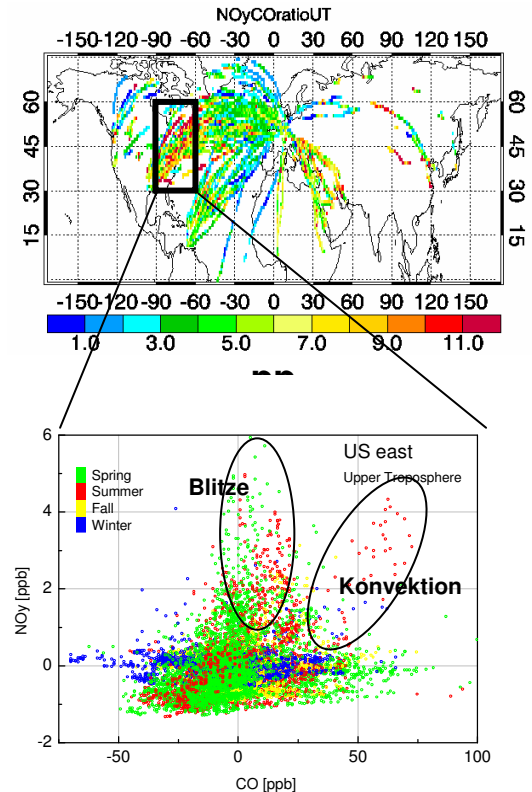 NOyCOratioUT
-150 -120 -90 -60 -30 0 30 60 90 120 150
60 60
45 45
30 30
15 15
-150 -120 -90 -60 -30 0 30 60 90 120 150
1.0 3.0 5.0 7.0 9.0 11.0
6
US east
Spring
Blitze
Upper Troposphere
Summer
4
Fall
Winter
NOy [ppb]
2
Konvektion
0
-2
-50 0 50 100
CO [ppb]